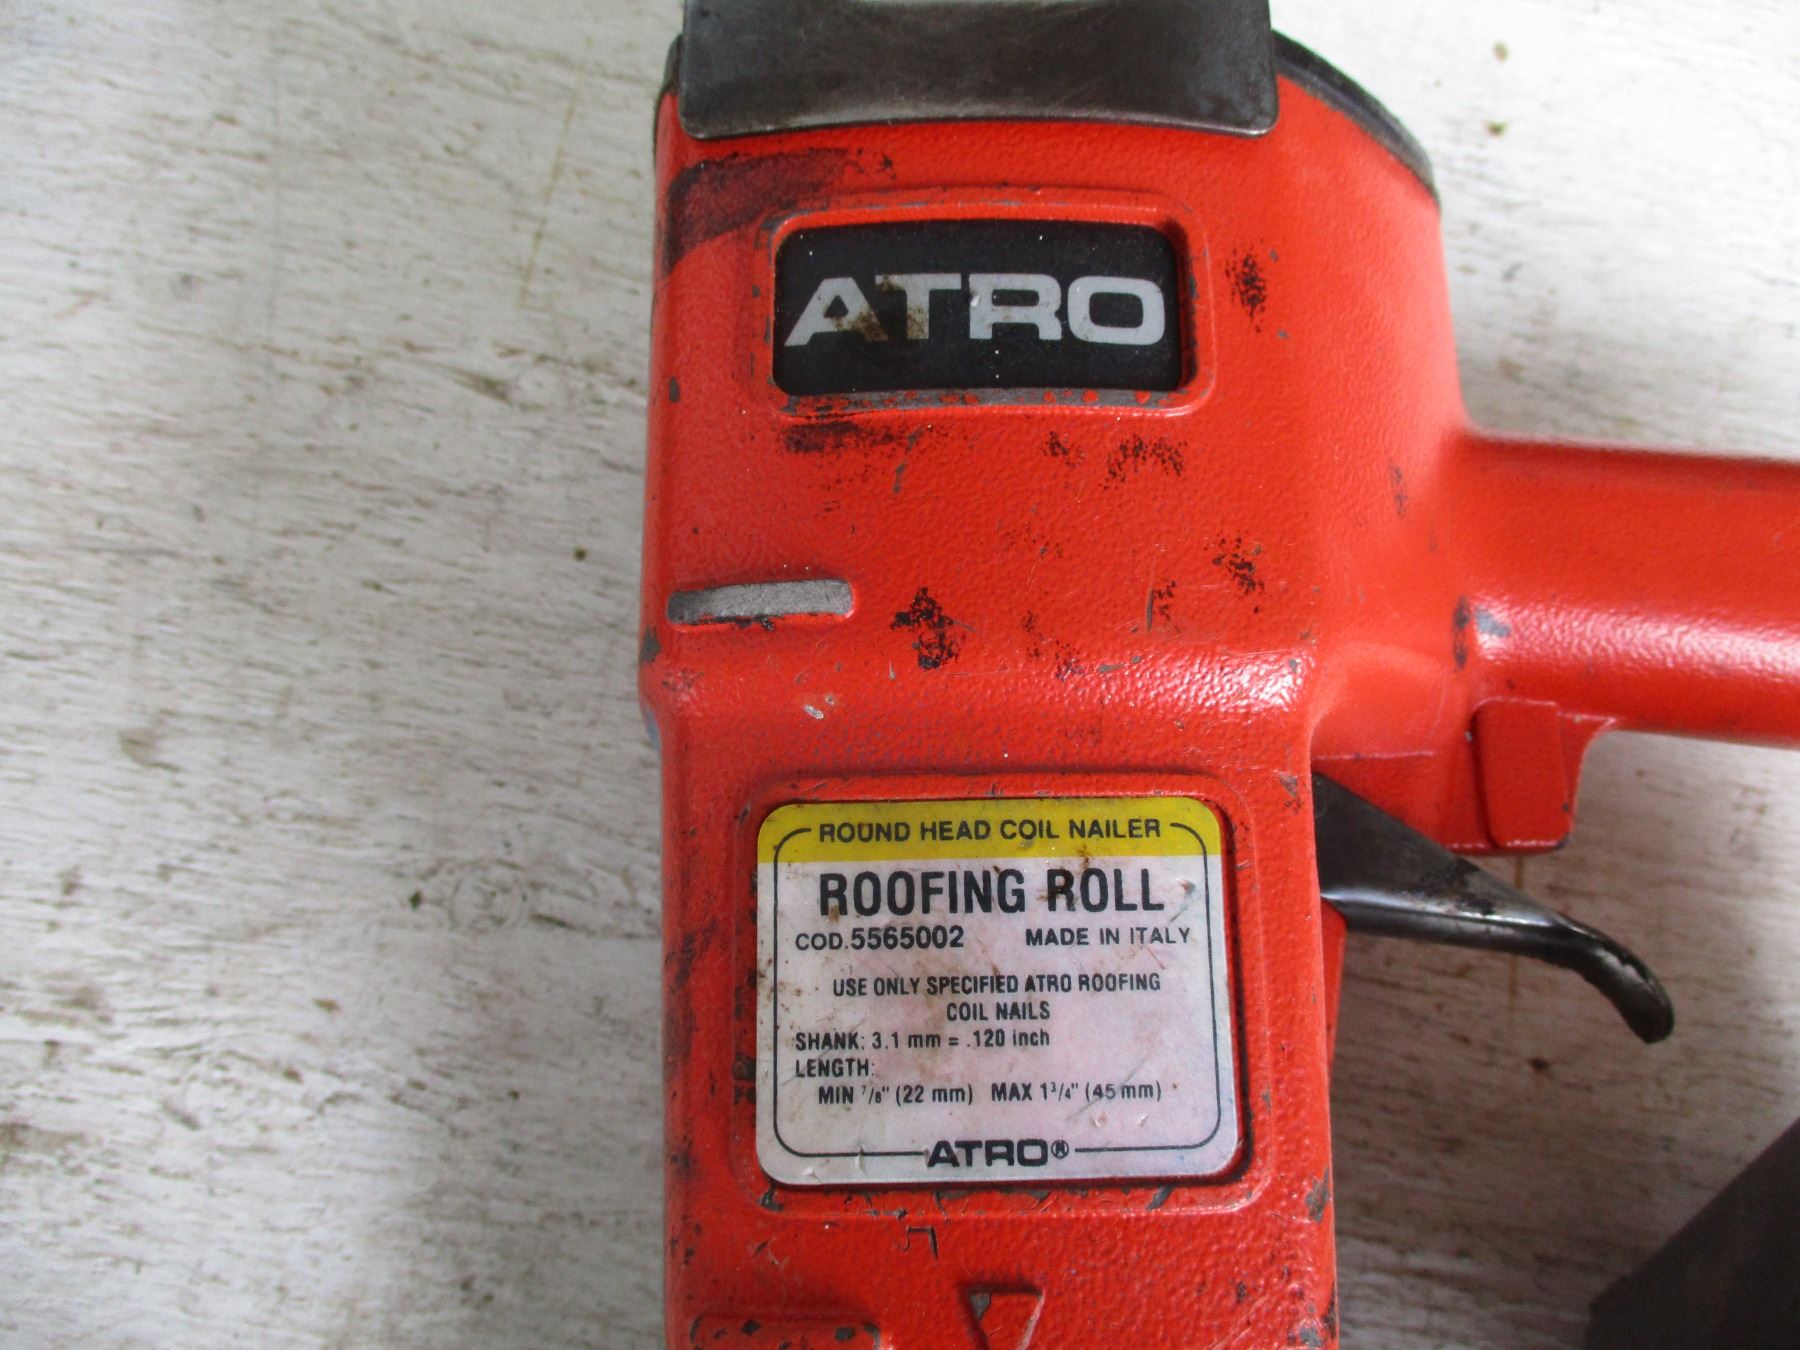 ATRO
ROUND HEAD COIL NAILER
ROOFING ROLL
COD.5565002 MADE IN ITALY
USE ONLY SPECIFIED ATRO ROOFING
COIL NAILS
SHANK: 3.1 mm = .120 inch
LENGTH:
MIN 7/8" (22 mm) MAX 1 3/4" (45 mm)
ATRO®